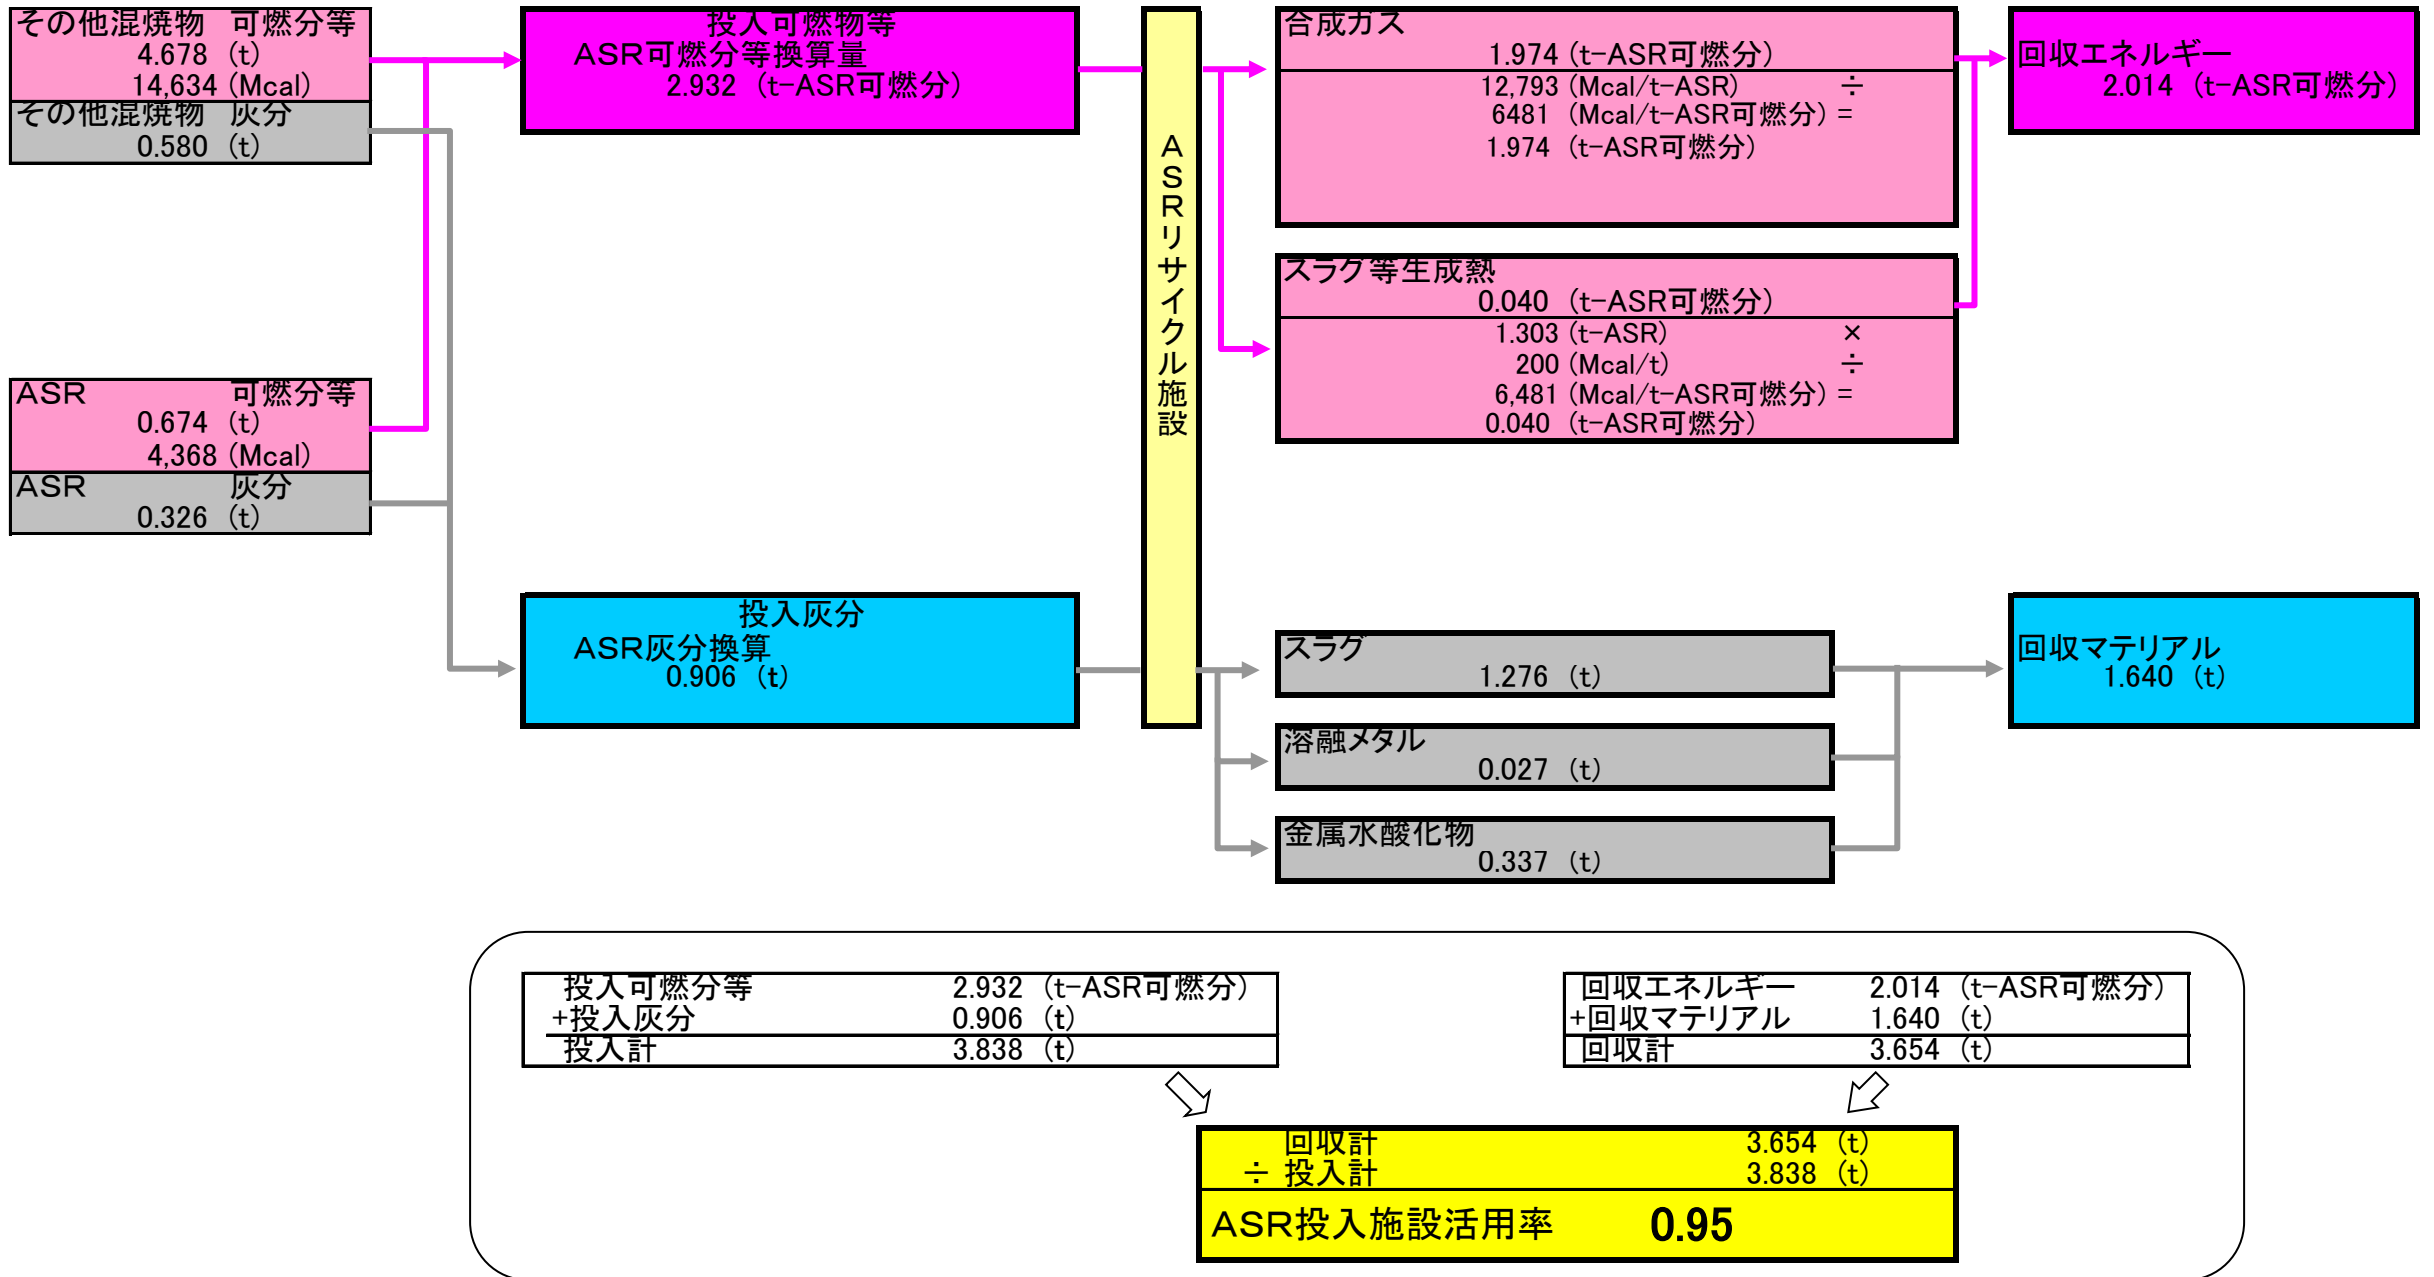 その他混焼物 可燃分等
4.678 (t)
14,634 (Mcal)
その他混焼物 灰分
0.580 (t)
ASR 可燃分等
0.674 (t)
4,368 (Mcal)
ASR 灰分
0.326 (t)
投入可燃物等
ASR可燃分等換算量
2.932 (t-ASR可燃分)
投入灰分
ASR灰分換算
0.906 (t)
ASRリサイクル施設
合成ガス
1.974 (t-ASR可燃分)
12,793 (Mcal/t-ASR) ÷
6481 (Mcal/t-ASR可燃分) =
1.974 (t-ASR可燃分)
スラグ等生成熱
0.040 (t-ASR可燃分)
1.303 (t-ASR) ×
200 (Mcal/t) ÷
6,481 (Mcal/t-ASR可燃分) =
0.040 (t-ASR可燃分)
スラグ
1.276 (t)
溶融メタル
0.027 (t)
金属水酸化物
0.337 (t)
回収エネルギー
2.014 (t-ASR可燃分)
回収マテリアル
1.640 (t)
投入可燃分等 2.932 (t-ASR可燃分)
+投入灰分 0.906 (t)
投入計 3.838 (t)
回収エネルギー 2.014 (t-ASR可燃分)
+回収マテリアル 1.640 (t)
回収計 3.654 (t)
回収計 3.654 (t)
÷ 投入計 3.838 (t)
ASR投入施設活用率 0.95